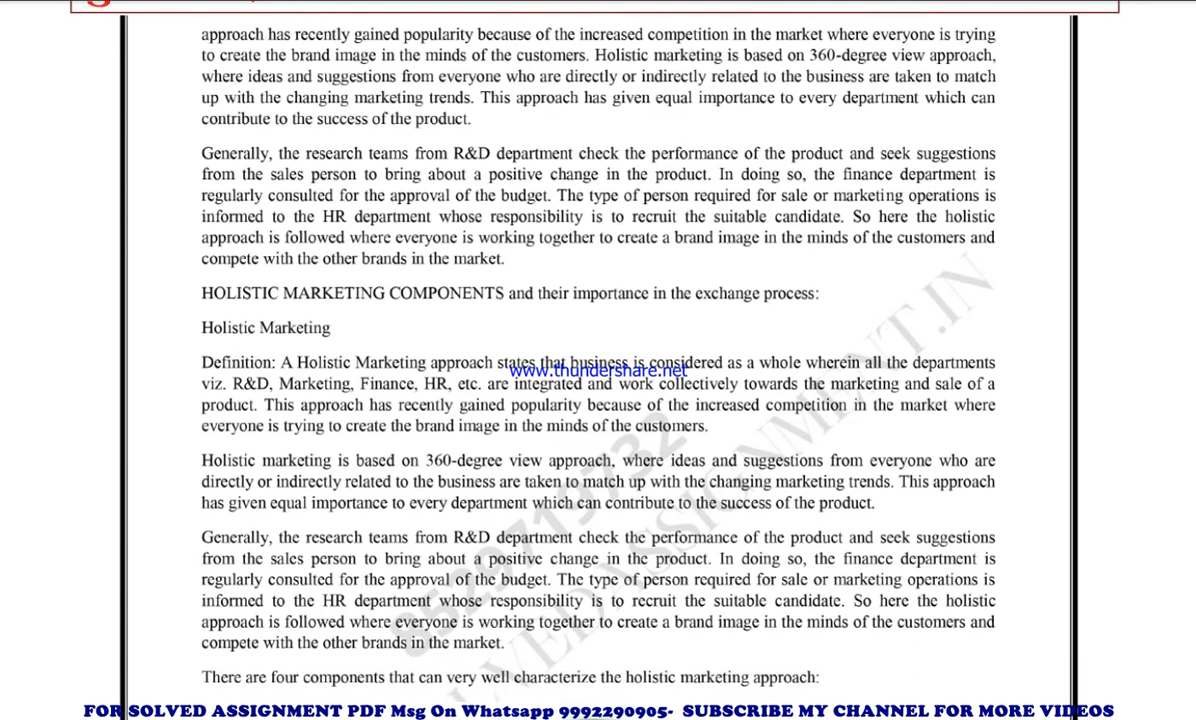 approach has recently gained popularity because of the increased competition in the market where everyone is trying
to create the brand image in the minds of the customers. Holistic marketing is based on 360-degree view approach,
where ideas and suggestions from everyone who are directly or indirectly related to the business are taken to match
up with the changing marketing trends. This approach has given equal importance to every department which can
contribute to the success of the product.
Generally, the research teams from R&D department check the performance of the product and seek suggestions
from the sales person to bring about a positive change in the product. In doing so, the finance department is
regularly consulted for the approval of the budget. The type of person required for sale or marketing operations is
informed to the HR department whose responsibility is to recruit the suitable candidate. So here the holistic
approach is followed where everyone is working together to create a brand image in the minds of the customers and
compete with the other brands in the market.
HOLISTIC MARKETING COMPONENTS and their importance in the exchange process:
Holistic Marketing
Definition: A Holistic Marketing approach states that business is considered as a whole wherein all the departments
www.thundershare.net
viz. R&D, Marketing, Finance, HR, etc. are integrated and work collectively towards the marketing and sale of a
product. This approach has recently gained popularity because of the increased competition in the market where
everyone is trying to create the brand image in the minds of the customers.
Holistic marketing is based on 360-degree view approach, where ideas and suggestions from everyone who are
directly or indirectly related to the business are taken to match up with the changing marketing trends. This approach
has given equal importance to every department which can contribute to the success of the product.
Generally, the research teams from R&D department check the performance of the product and seek suggestions
from the sales person to bring about a positive change in the product. In doing so, the finance department is
regularly consulted for the approval of the budget. The type of person required for sale or marketing operations is
informed to the HR department whose responsibility is to recruit the suitable candidate. So here the holistic
approach is followed where everyone is working together to create a brand image in the minds of the customers and
compete with the other brands in the market.
There are four components that can very well characterize the holistic marketing approach:
8529719732
LVEDASSIGNMENT.IN
FOR SOLVED ASSIGNMENT PDF Msg On Whatsapp 9992290905- SUBSCRIBE MY CHANNEL FOR MORE VIDEOS